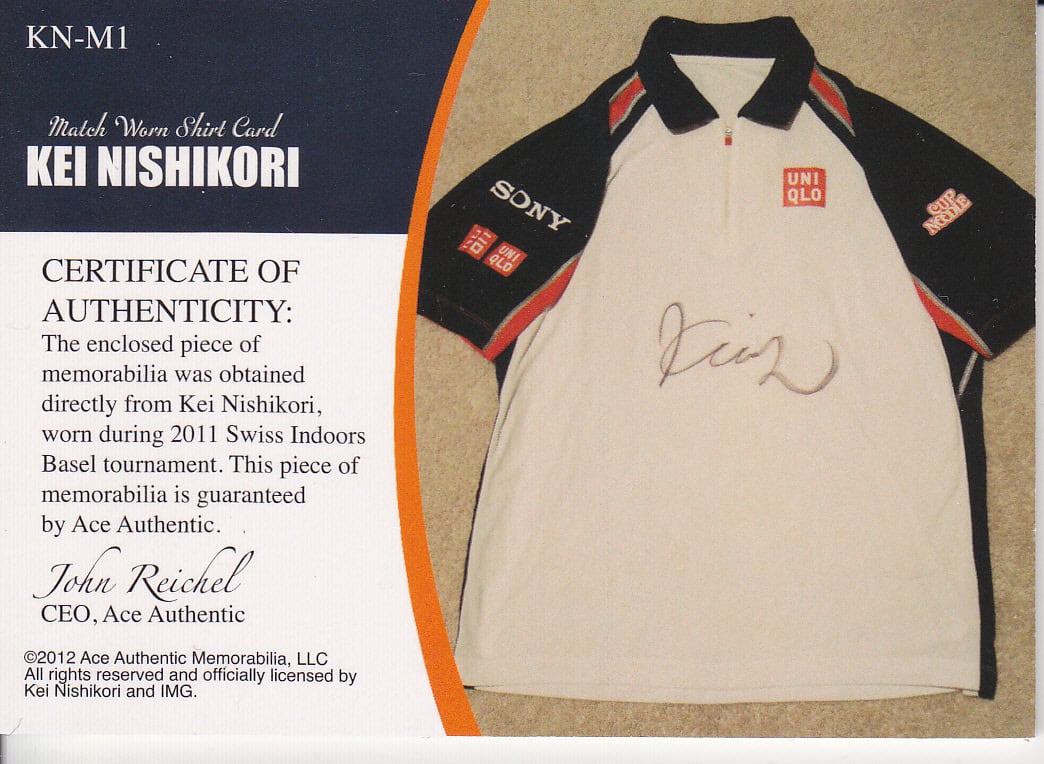 KN-M1
Match Worn Shirt Card
KEI NISHIKORI
CERTIFICATE OF
AUTHENTICITY:
The enclosed piece of
memorabilia was obtained
directly from Kei Nishikori,
worn during 2011 Swiss Indoors
Basel tournament. This piece of
memorabilia is guaranteed
by Ace Authentic.
John Reichel
CEO, Ace Authentic
©2012 Ace Authentic Memorabilia, LLC
All rights reserved and officially licensed by
Kei Nishikori and IMG.
SONY
UNI
QLO
UNI
QLO
CUP
NOODLE